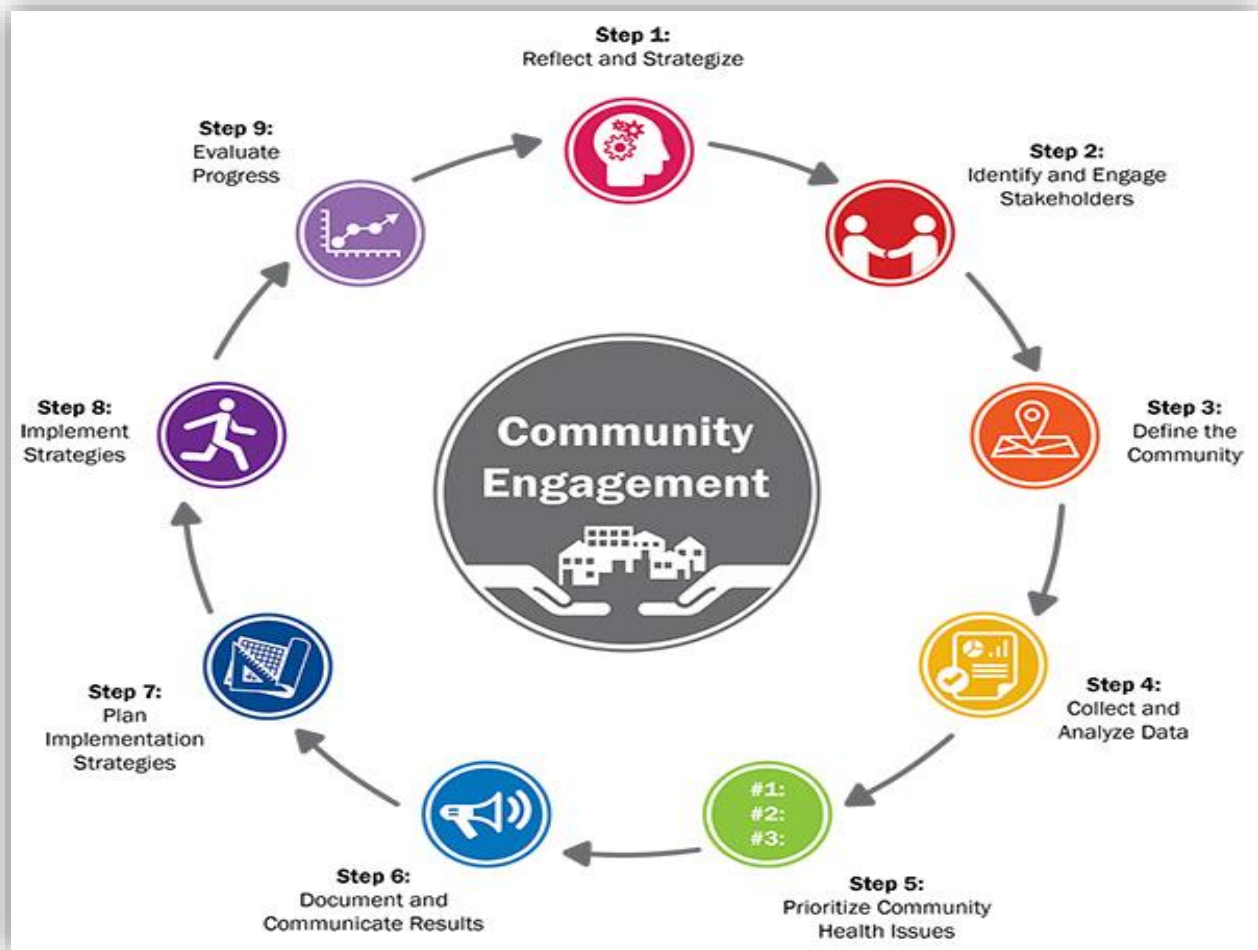 Step 1:
Reflect and Strategize
Step 2:
Identify and Engage
Stakeholders
Step 3:
Define the
Community
Step 4:
Collect and
Analyze Data
#1:
#2:
#3:
Step 5:
Prioritize Community
Health Issues
Step 6:
Document and
Communicate Results
Step 7:
Plan
Implementation
Strategies
Step 8:
Implement
Strategies
Step 9:
Evaluate
Progress
Community
Engagement